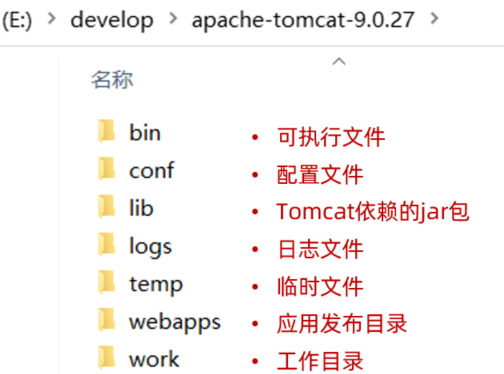 (E:) > develop > apache-tomcat-9.0.27 >
名称
bin • 可执行文件
conf • 配置文件
lib • Tomcat依赖的jar包
logs • 日志文件
temp • 临时文件
webapps • 应用发布目录
work • 工作目录